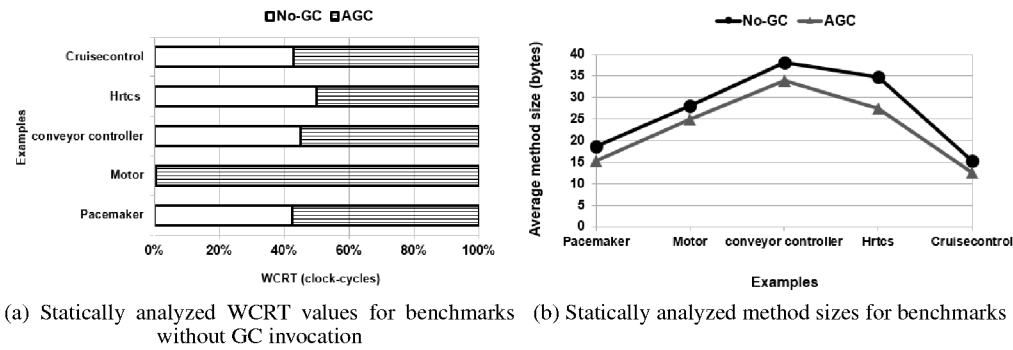 No-GC AGC
Cruisecontrol
Hrtcs
conveyor controller
Motor
Pacemaker
Examples
0% 20% 40% 60% 80% 100%
WCRT (clock-cycles)
(a) Statically analyzed WCRT values for benchmarks
without GC invocation
No-GC AGC
Average method size (bytes)
40
35
30
25
20
15
10
5
0
Pacemaker Motor conveyor controller Hrtcs Cruisecontrol
Examples
(b) Statically analyzed method sizes for benchmarks